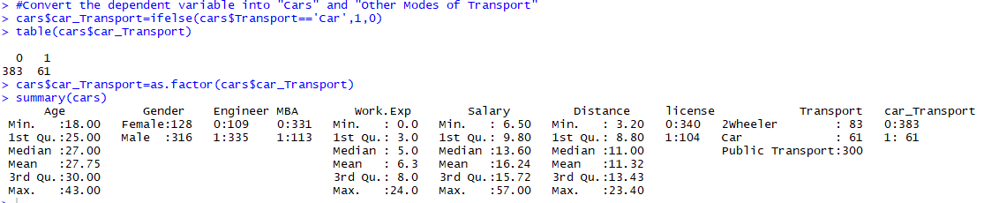 > #Convert the dependent variable into "Cars" and "Other Modes of Transport"
> cars$car_Transport=ifelse(cars$Transport=='Car',1,0)
> table(cars$car_Transport)
0 1
383 61
> cars$car_Transport=as.factor(cars$car_Transport)
> summary(cars)
Age Gender Engineer MBA Work.Exp Salary Distance license Transport car_Transport
Min. :18.00 Female:128 0:109 0:331 Min. : 0.0 Min. : 6.50 Min. : 3.20 0:340 2Wheeler : 83 0:383
1st Qu.:25.00 Male :316 1:335 1:113 1st Qu.: 3.0 1st Qu.: 9.80 1st Qu.: 8.80 1:104 Car : 61 1: 61
Median :27.00 Median : 5.0 Median :13.60 Median :11.00 Public Transport:300
Mean :27.75 Mean : 6.3 Mean :16.24 Mean :11.32
3rd Qu.:30.00 3rd Qu.: 8.0 3rd Qu.:15.72 3rd Qu.:13.43
Max. :43.00 Max. :24.0 Max. :57.00 Max. :23.40
>